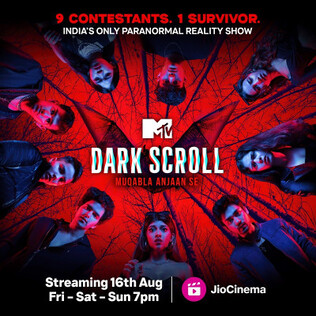 9 CONTESTANTS. 1 SURVIVOR.
INDIA'S ONLY PARANORMAL REALITY SHOW
MTV
DARK SCROLL
MUQABLA ANJAAN SE
Streaming 16th Aug
Fri – Sat – Sun 7pm
JioCinema